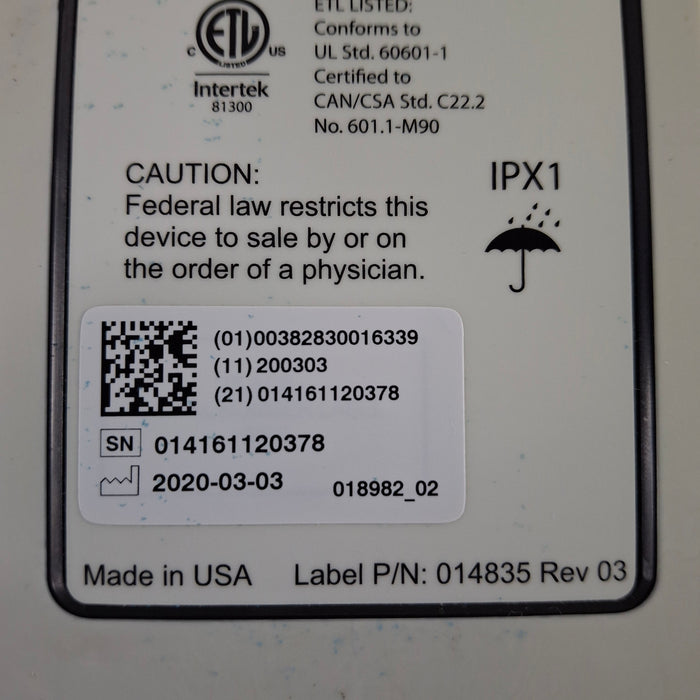 ETL LISTED:
Conforms to
UL Std. 60601-1
Certified to
CAN/CSA Std. C22.2
No. 601.1-M90
C ETL US
LISTED
Intertek
81300
CAUTION:
Federal law restricts this
device to sale by or on
the order of a physician.
IPX1
(01)00382830016339
(11) 200303
(21) 014161120378
SN 014161120378
2020-03-03 018982_02
Made in USA Label P/N: 014835 Rev 03